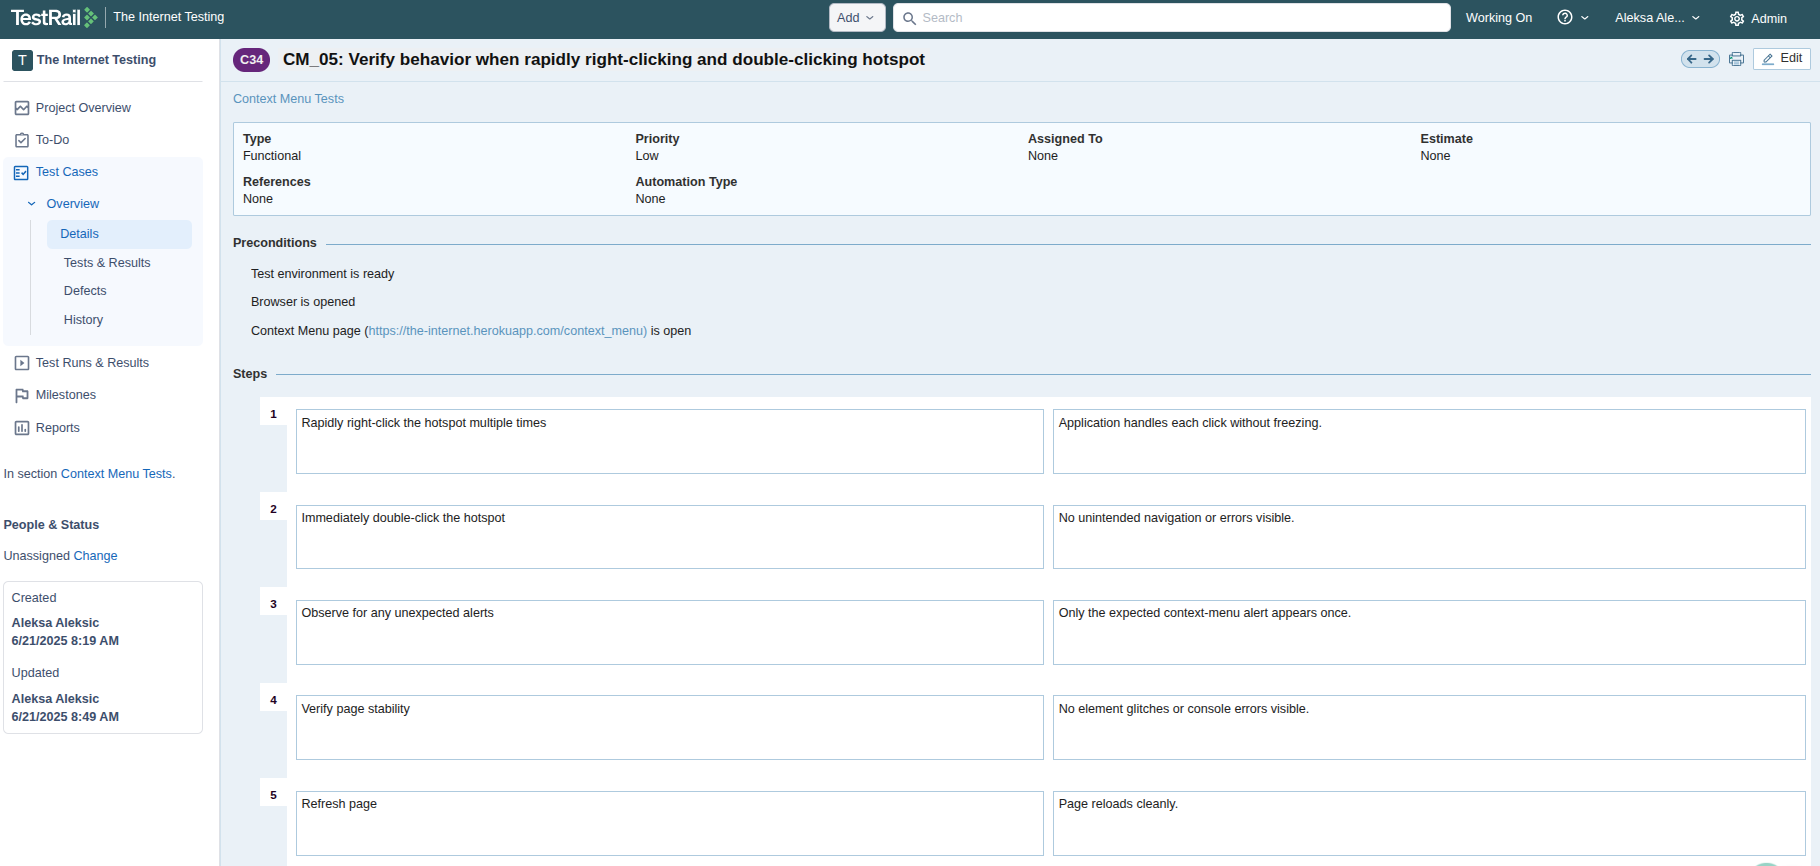 TestRail The Internet Testing Add Search Working On Aleksa Ale... Admin
T The Internet Testing
Project Overview
To-Do
Test Cases
Overview
Details
Tests & Results
Defects
History
Test Runs & Results
Milestones
Reports
In section Context Menu Tests.
People & Status
Unassigned Change
Created
Aleksa Aleksic
6/21/2025 8:19 AM
Updated
Aleksa Aleksic
6/21/2025 8:49 AM
C34 CM_05: Verify behavior when rapidly right-clicking and double-clicking hotspot Edit
Context Menu Tests
Type Priority Assigned To Estimate
Functional Low None None
References Automation Type
None None
Preconditions
Test environment is ready
Browser is opened
Context Menu page (https://the-internet.herokuapp.com/context_menu) is open
Steps
1 Rapidly right-click the hotspot multiple times Application handles each click without freezing.
2 Immediately double-click the hotspot No unintended navigation or errors visible.
3 Observe for any unexpected alerts Only the expected context-menu alert appears once.
4 Verify page stability No element glitches or console errors visible.
5 Refresh page Page reloads cleanly.